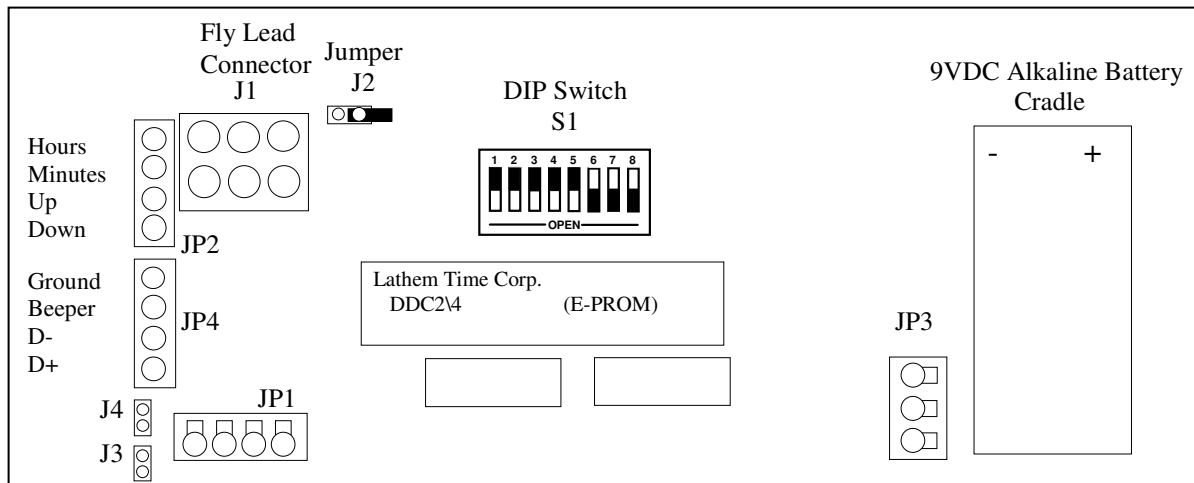 Fly Lead
Connector
J1
Jumper
J2
DIP Switch
S1
1 2 3 4 5 6 7 8
OPEN
9VDC Alkaline Battery
Cradle
- +
Hours
Minutes
Up
Down
JP2
Ground
Beeper
D-
D+
JP4
Lathem Time Corp.
DDC2\4 (E-PROM)
JP3
J4
J3
JP1